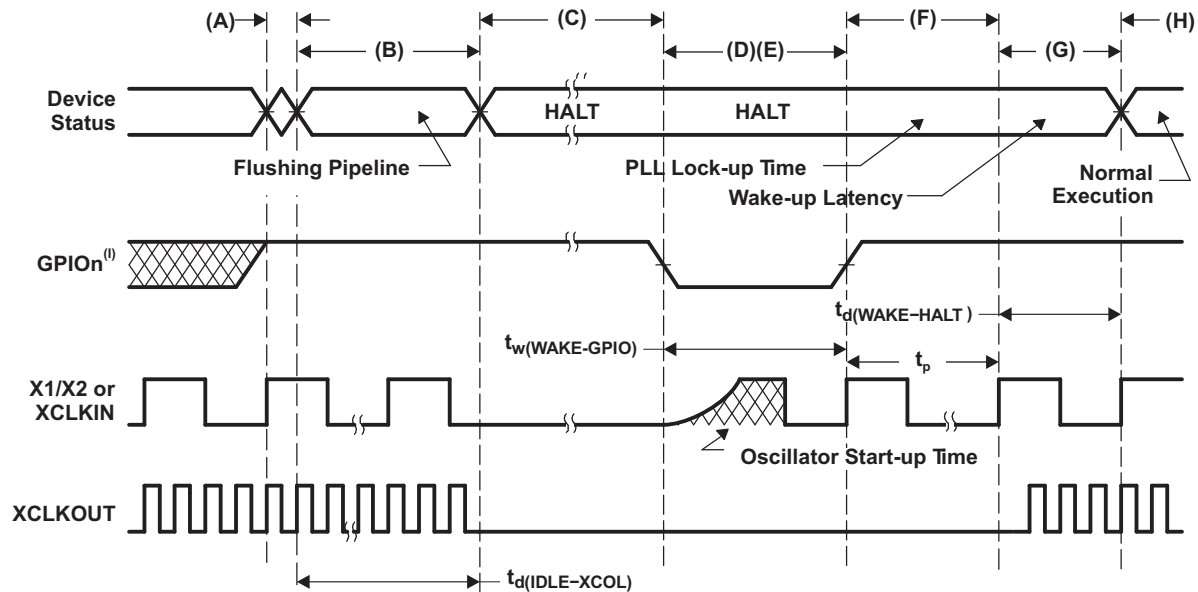 (A)
(C)
(F)
(H)
(B)
(D)(E)
(G)
Device
Status
HALT
HALT
Flushing Pipeline
PLL Lock-up Time
Wake-up Latency
Normal
Execution
GPIOn(I)
td(WAKE−HALT)
tw(WAKE-GPIO)
tp
X1/X2 or
XCLKIN
Oscillator Start-up Time
XCLKOUT
td(IDLE−XCOL)